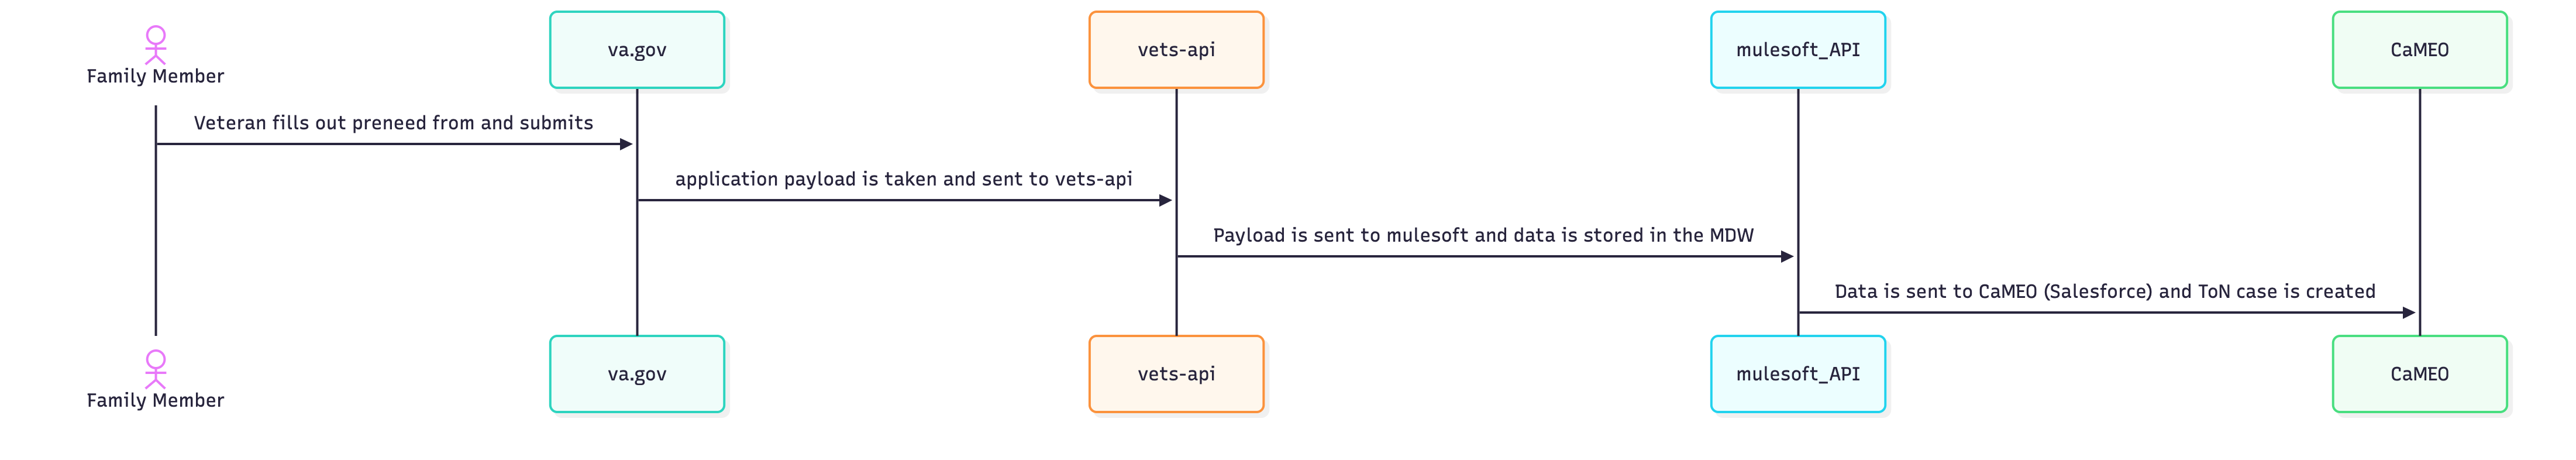 Family Member
va.gov
vets-api
mulesoft_API
CaMEO
Veteran fills out preneed from and submits
application payload is taken and sent to vets-api
Payload is sent to mulesoft and data is stored in the MDW
Data is sent to CaMEO (Salesforce) and ToN case is created
Family Member
va.gov
vets-api
mulesoft_API
CaMEO